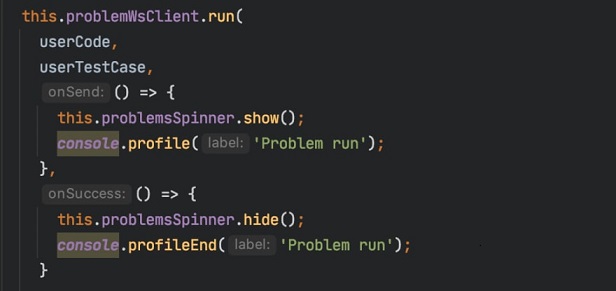 this.problemWsClient.run(
userCode,
userTestCase,
onSend: () => {
this.problemsSpinner.show();
console.profile( label: 'Problem run');
},
onSuccess: () => {
this.problemsSpinner.hide();
console.profileEnd( label: 'Problem run');
}